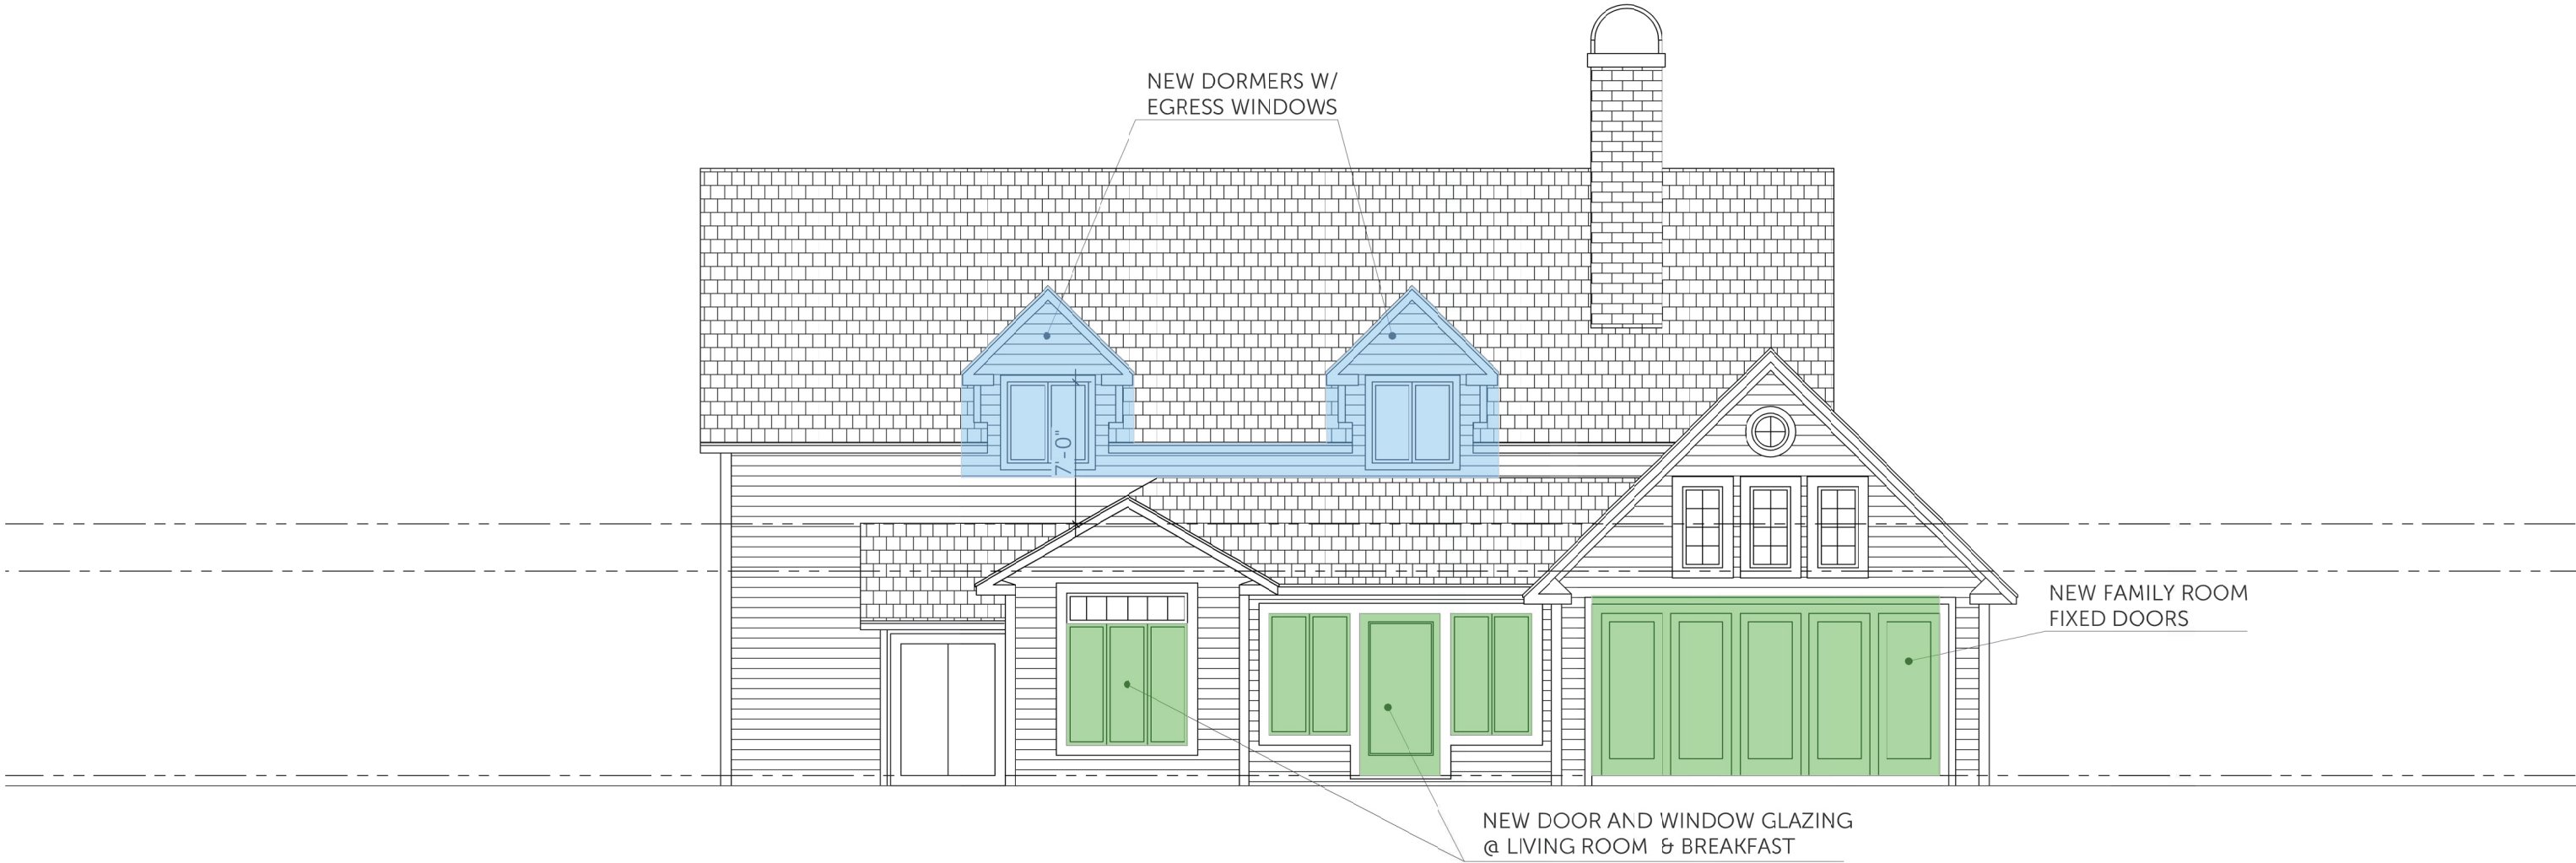 NEW DORMERS W/
EGRESS WINDOWS
7'-0"
NEW FAMILY ROOM
FIXED DOORS
NEW DOOR AND WINDOW GLAZING
@ LIVING ROOM & BREAKFAST